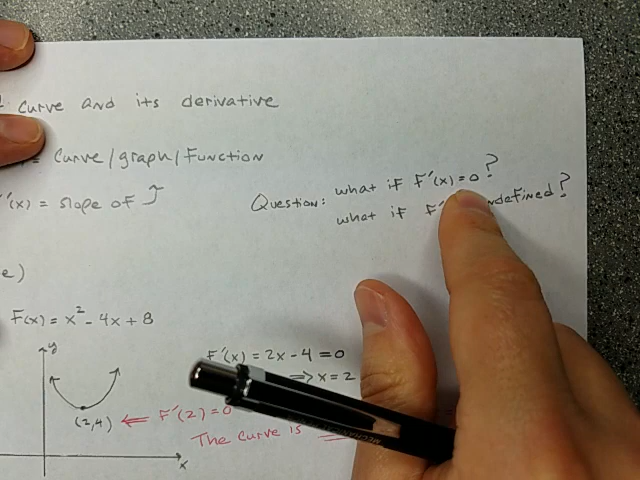 curve and its derivative
= Curve/graph/Function
F'(x) = slope of
Question: what if F'(x)=0?
what if F' undefined?
e)
F(x) = x² - 4x + 8
y
F'(x) = 2x - 4 = 0
⇒ x = 2
(2,4) ⇐ F'(2) = 0
The curve is
x